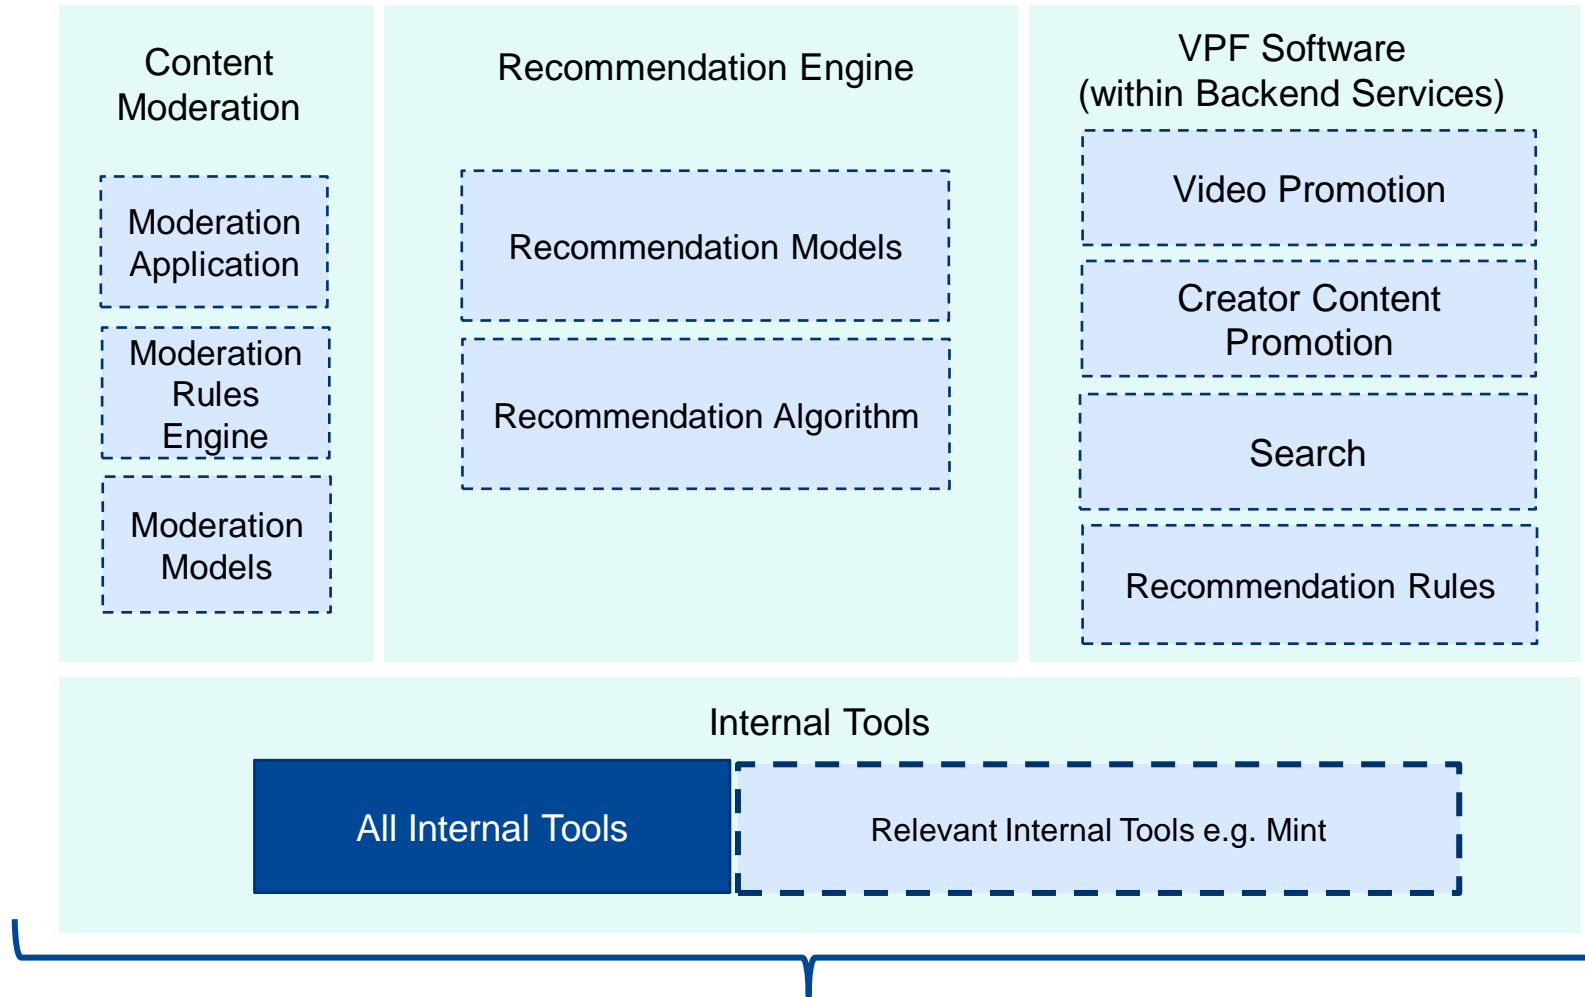 Content
Moderation
Moderation
Application
Moderation
Rules
Engine
Moderation
Models
Recommendation Engine
Recommendation Models
Recommendation Algorithm
VPF Software
(within Backend Services)
Video Promotion
Creator Content
Promotion
Search
Recommendation Rules
Internal Tools
All Internal Tools
Relevant Internal Tools e.g. Mint